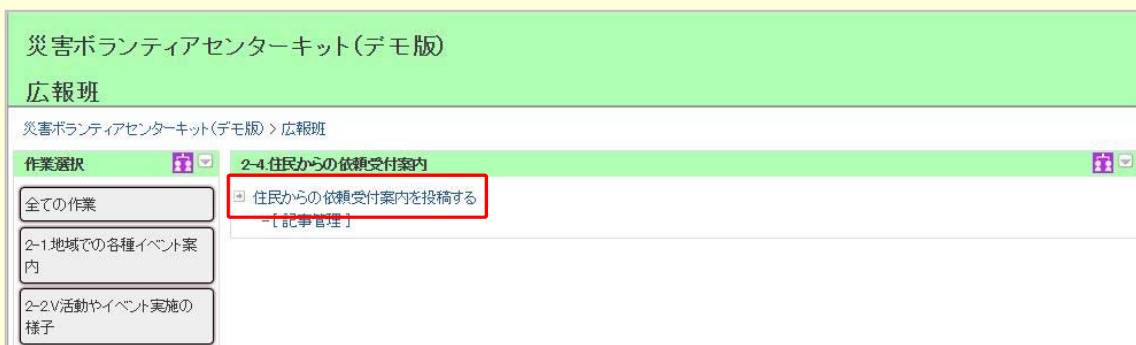 災害ボランティアセンターキット(デモ版)
広報班
災害ボランティアセンターキット(デモ版) > 広報班
作業選択
2-4.住民からの依頼受付案内
全ての作業
住民からの依頼受付案内を投稿する
-[ 記事管理 ]
2-1.地域での各種イベント案
内
2-2.V活動やイベント実施の
様子